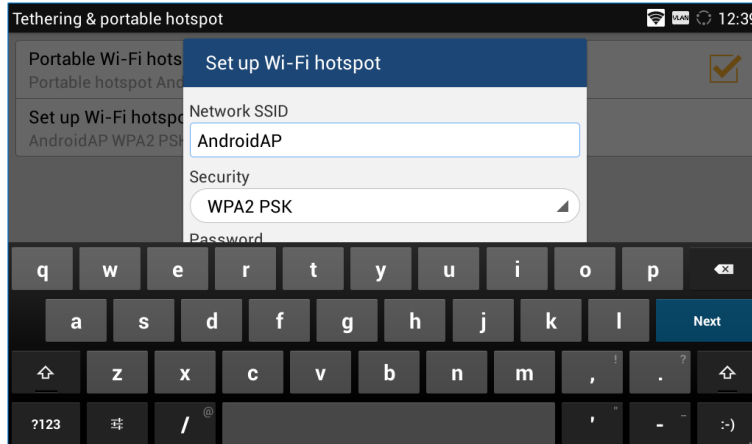 Tethering & portable hotspot VLAN 12:39
Portable Wi-Fi hots
Portable hotspot And
Set up Wi-Fi hotspo
AndroidAP WPA2 PSK
Set up Wi-Fi hotspot
Network SSID
AndroidAP
Security
WPA2 PSK
Password
q w e r t y u i o p
a s d f g h j k l Next
z x c v b n m , ! . ?
?123 / @ ' " - _ :-)